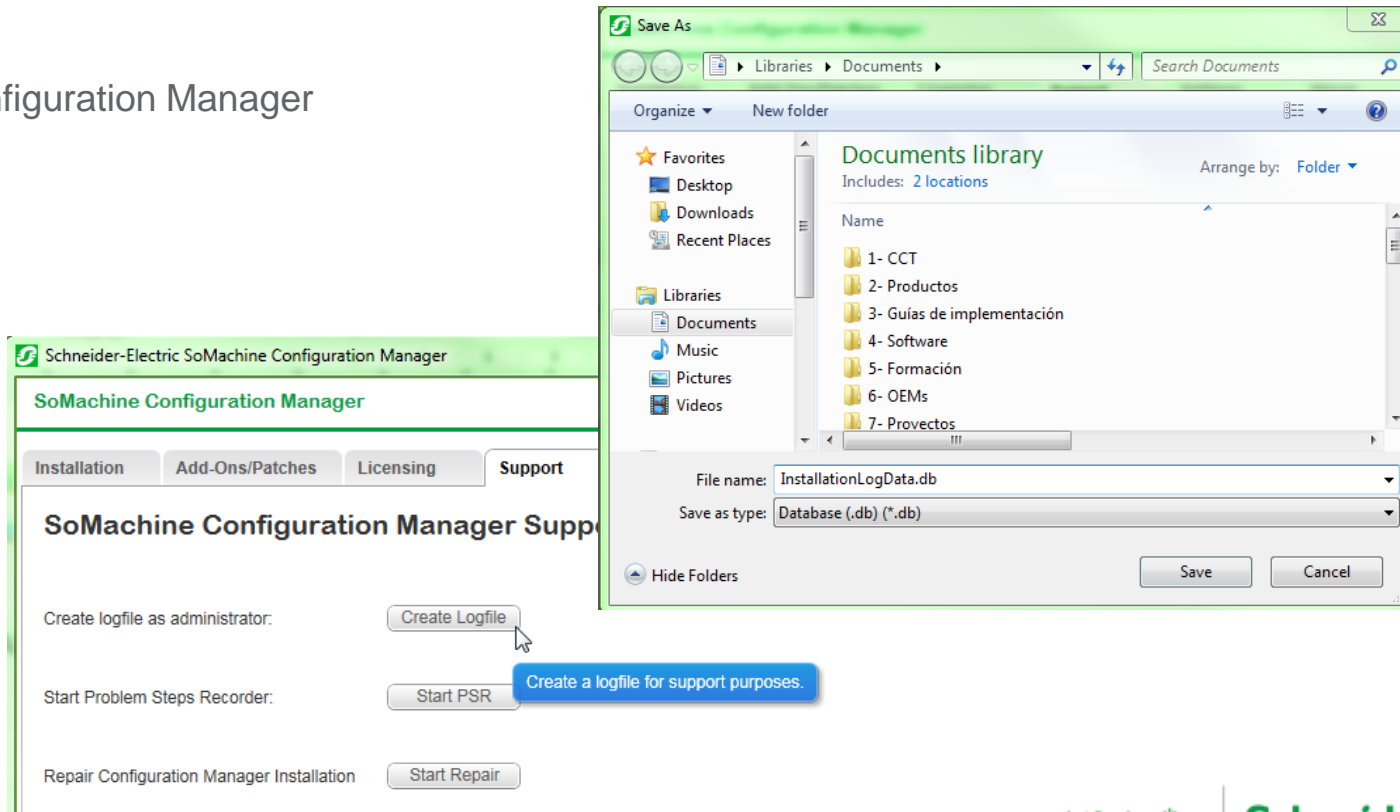 nfiguration Manager
Save As
Libraries Documents
Search Documents
Organize New folder
Favorites
Desktop
Downloads
Recent Places
Libraries
Documents
Music
Pictures
Videos
Documents library
Includes: 2 locations
Arrange by: Folder
Name
1- CCT
2- Productos
3- Guías de implementación
4- Software
5- Formación
6- OEMs
7- Proyectos
File name: InstallationLogData.db
Save as type: Database (.db) (*.db)
Hide Folders
Save Cancel
Schneider-Electric SoMachine Configuration Manager
SoMachine Configuration Manager
Installation Add-Ons/Patches Licensing Support
SoMachine Configuration Manager Supp
Create logfile as administrator: Create Logfile
Create a logfile for support purposes.
Start Problem Steps Recorder: Start PSR
Repair Configuration Manager Installation Start Repair